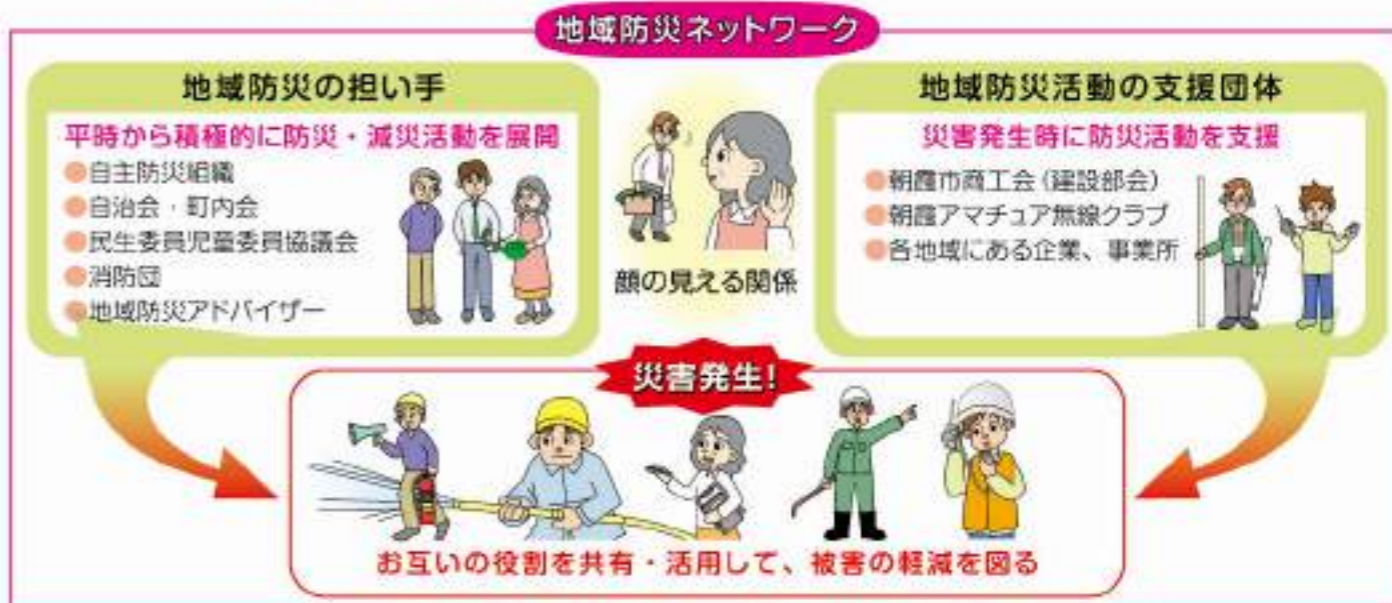 地域防災ネットワーク
地域防災の担い手
平時から積極的に防災・減災活動を展開
●自主防災組織
●自治会・町内会
●民生委員児童委員協議会
●消防団
●地域防災アドバイザー
顔の見える関係
地域防災活動の支援団体
災害発生時に防災活動を支援
●朝霞市商工会(建設部会)
●朝霞アマチュア無線クラブ
●各地域にある企業、事業所
災害発生!
お互いの役割を共有・活用して、被害の軽減を図る